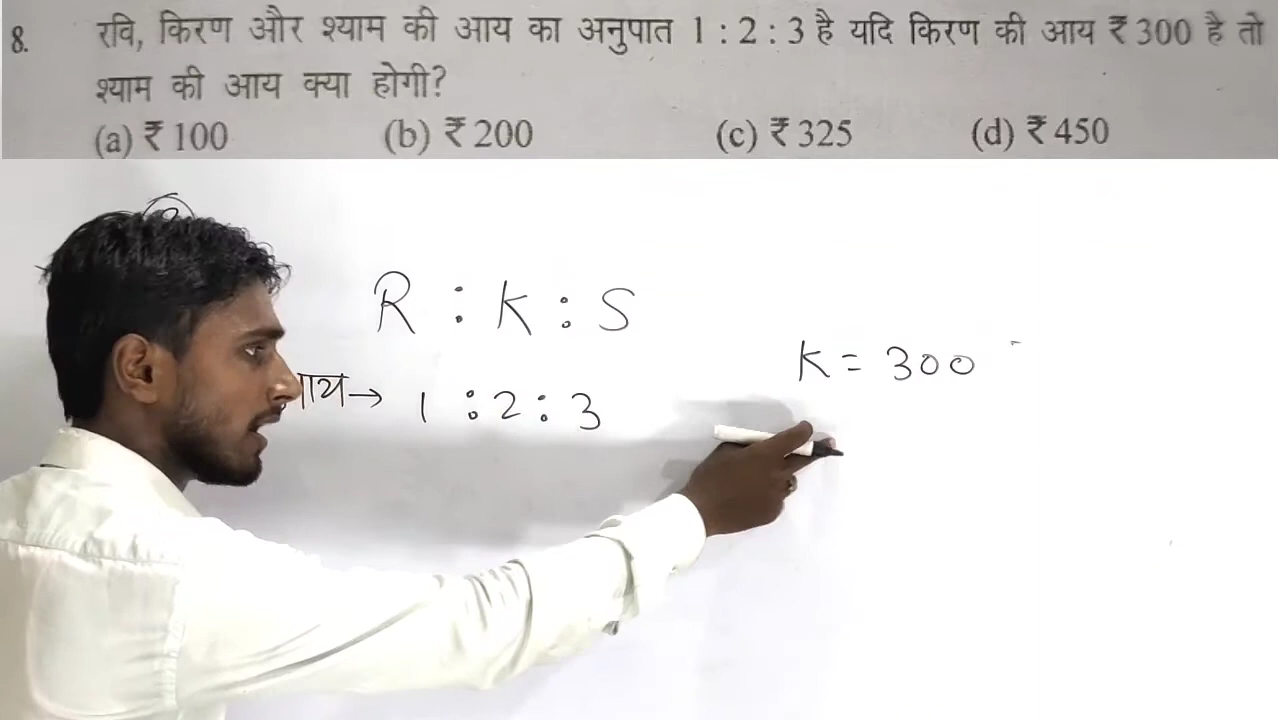 8. रवि, किरण और श्याम की आय का अनुपात 1 : 2 : 3 है यदि किरण की आय ₹ 300 है तो
श्याम की आय क्या होगी?
(a) ₹ 100 (b) ₹ 200 (c) ₹ 325 (d) ₹ 450
R : K : S
K = 300
→ 1 : 2 : 3